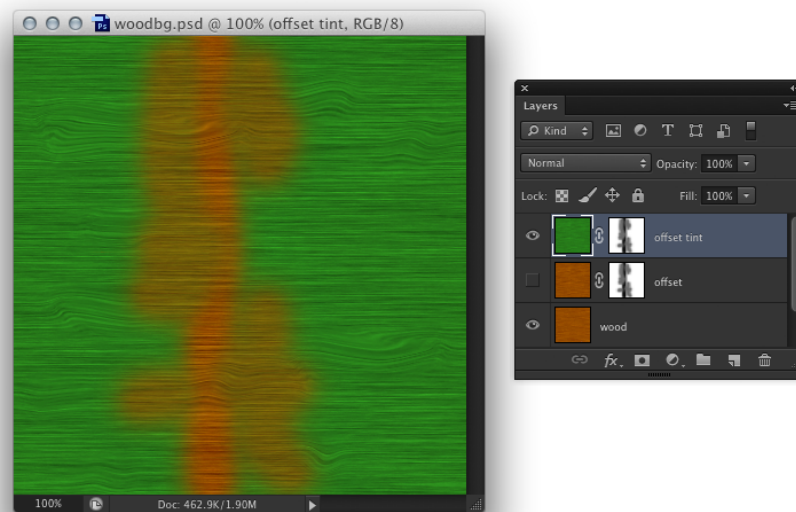 woodbg.psd @ 100% (offset tint, RGB/8)
100%
Doc: 462.9K/1.90M
Layers
Kind
Normal
Opacity: 100%
Lock:
Fill: 100%
offset tint
offset
wood
fx.